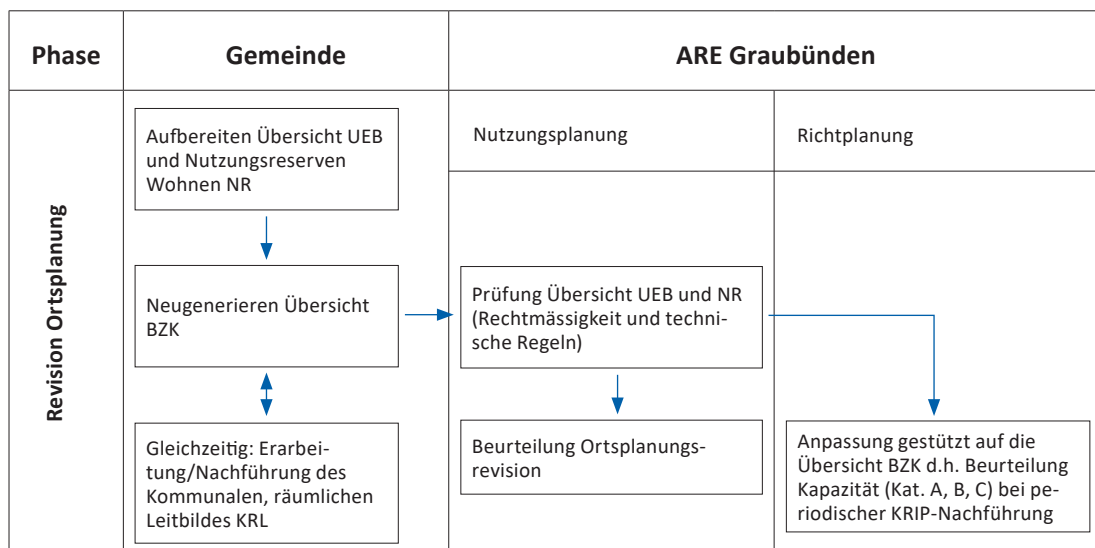 Phase
Gemeinde
ARE Graubünden
Revision Ortsplanung
Aufbereiten Übersicht UEB
und Nutzungsreserven
Wohnen NR
Nutzungsplanung
Richtplanung
Neugenerieren Übersicht
BZK
Prüfung Übersicht UEB und NR
(Rechtmässigkeit und techni-
sche Regeln)
Gleichzeitig: Erarbei-
tung/Nachführung des
Kommunalen, räumlichen
Leitbildes KRL
Beurteilung Ortsplanungs-
revision
Anpassung gestützt auf die
Übersicht BZK d.h. Beurteilung
Kapazität (Kat. A, B, C) bei pe-
riodischer KRIP-Nachführung